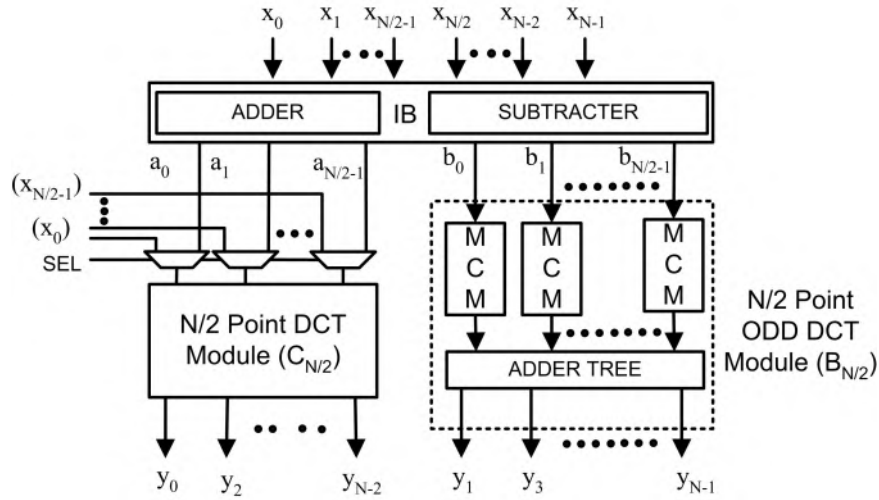 x0 x1 xN/2-1 xN/2 xN-2 xN-1
ADDER IB SUBTRACTER
a0 a1 aN/2-1 b0 b1 bN/2-1
(xN/2-1)
(x0)
SEL
M C M
M C M
M C M
N/2 Point DCT
Module (CN/2)
N/2 Point
ODD DCT
Module (BN/2)
ADDER TREE
y0 y2 yN-2 y1 y3 yN-1